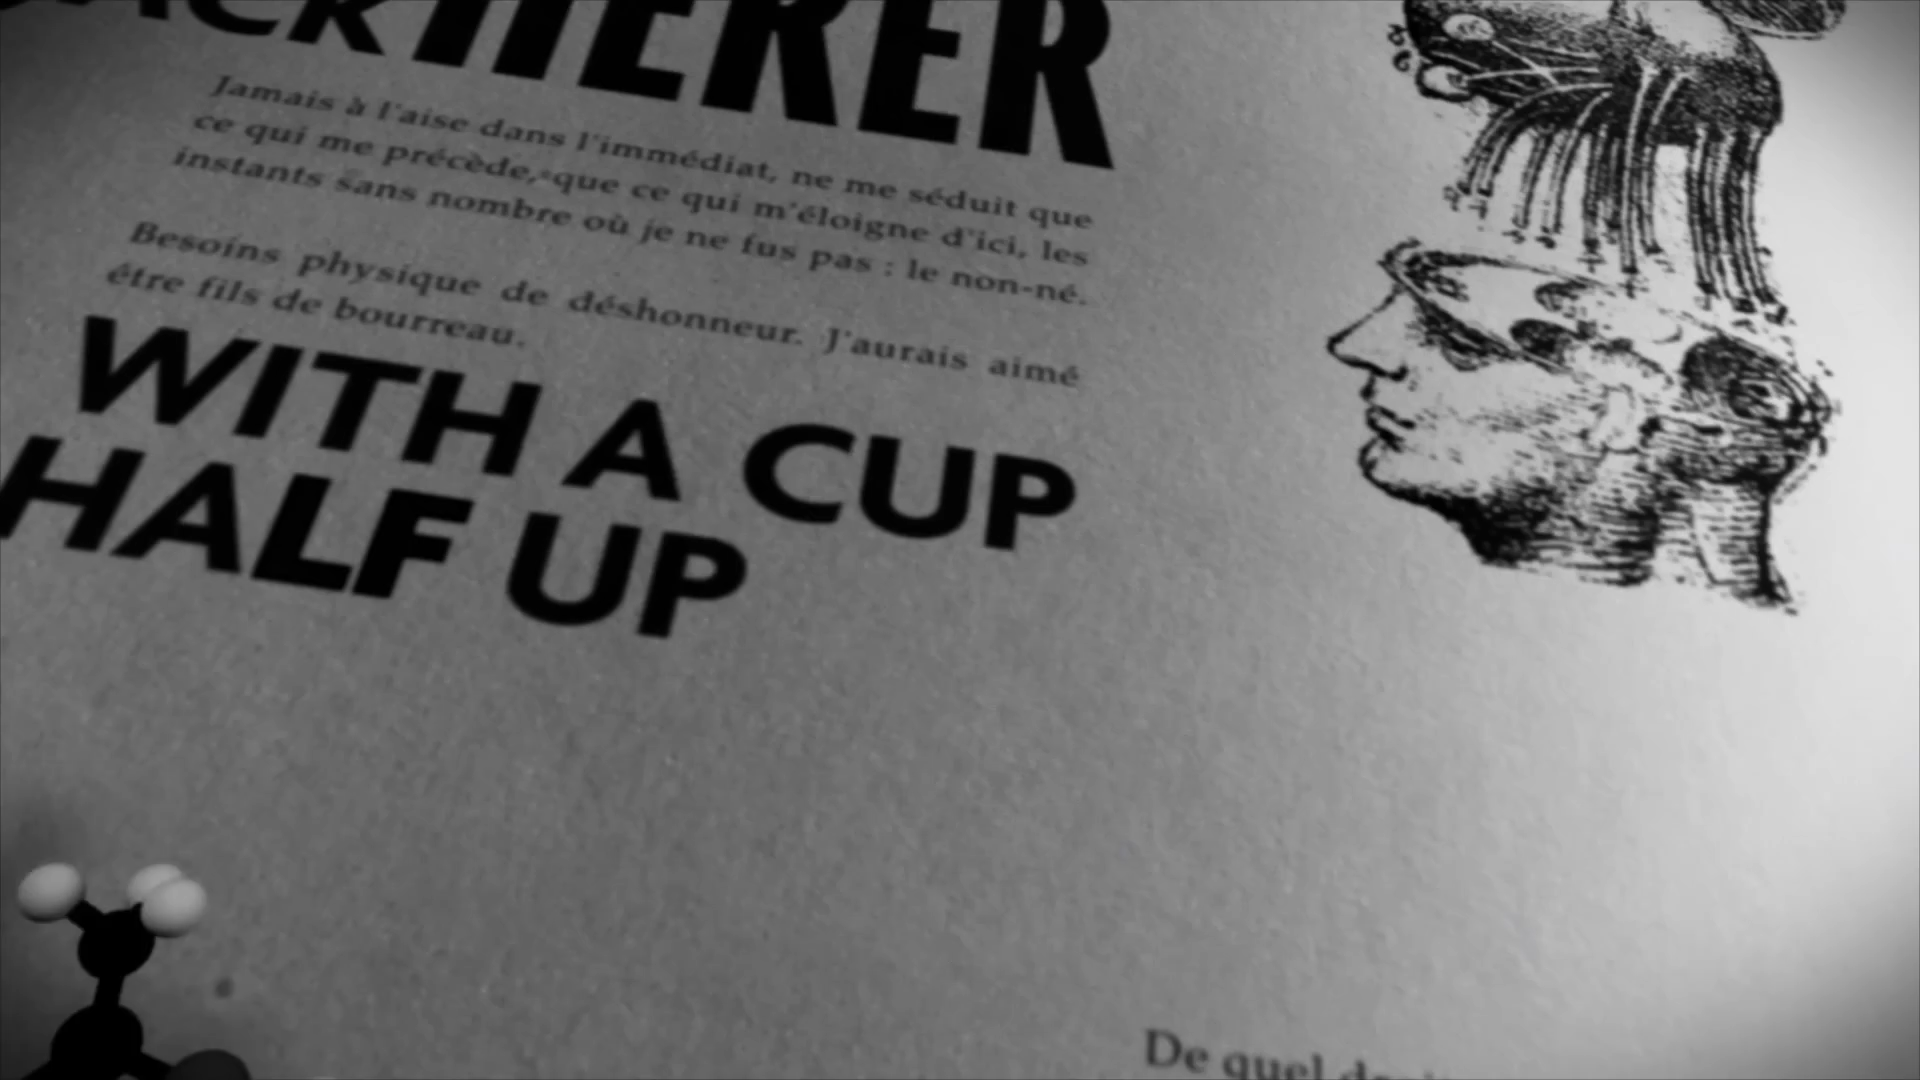 HERER
Jamais à l'aise dans l'immédiat, ne me séduit que
ce qui me précède, que ce qui m'éloigne d'ici, les
instants sans nombre où je ne fus pas : le non-né.
Besoins physique de déshonneur. J'aurais aimé
être fils de bourreau.
WITH A CUP
HALF UP
De quel